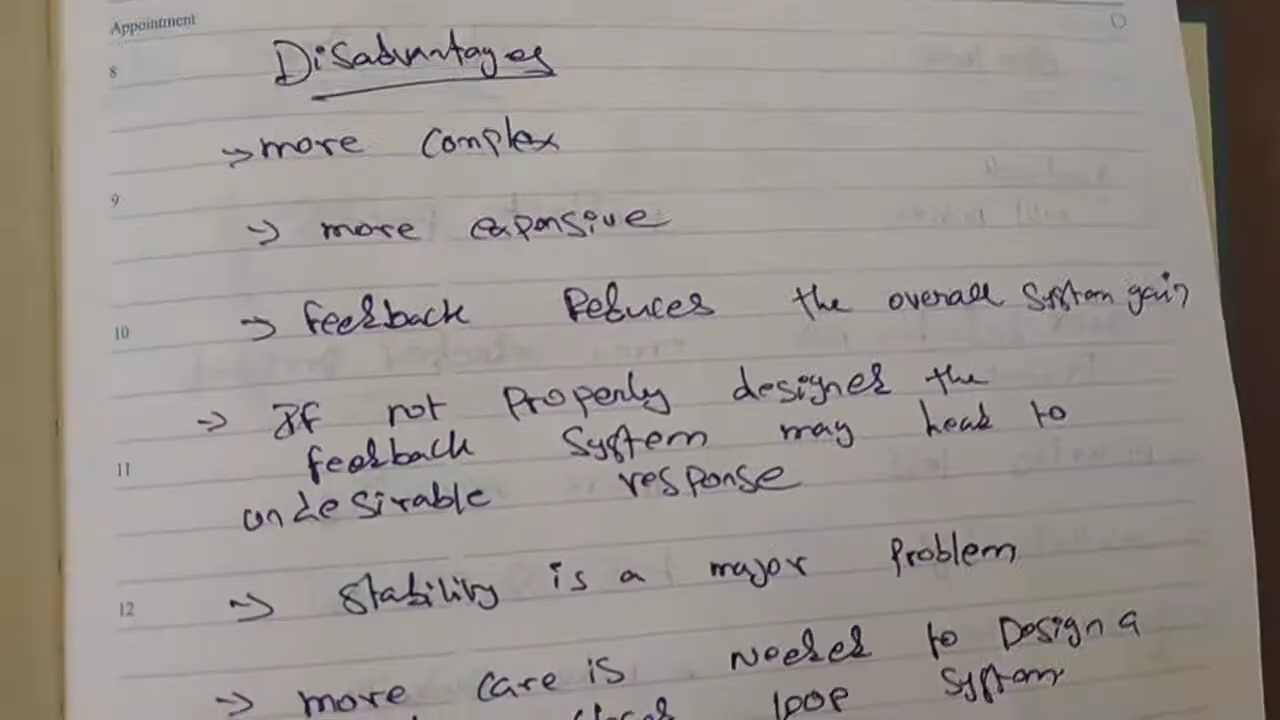 Appointment
8
Disadvantages
→ more complex
9
→ more expensive
→ feedback Reduces the overall system gain
10
→ If not properly designed the
feedback system may lead to
11
undesirable response
→ stability is a major problem
12
→ more care is needed to Design a
closed loop system